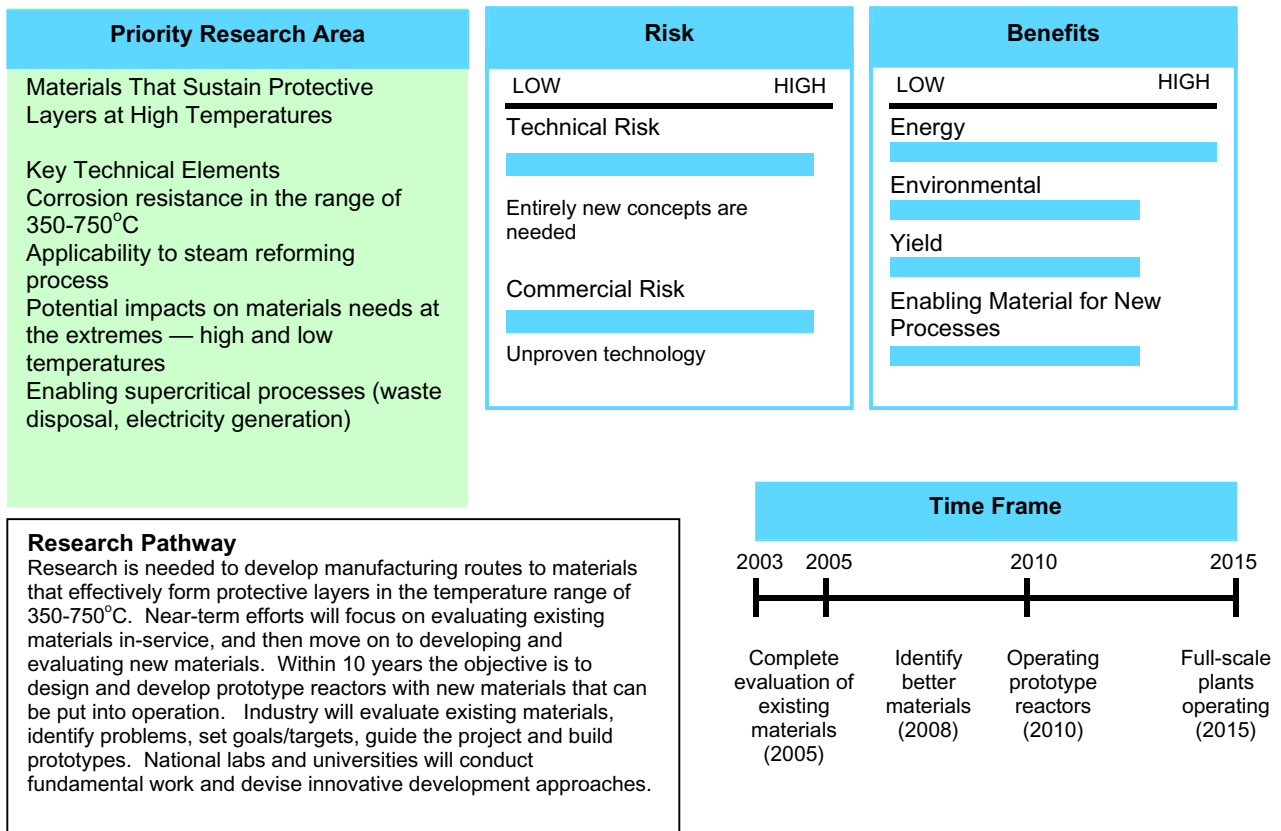 Priority Research Area
Materials That Sustain Protective
Layers at High Temperatures
Key Technical Elements
Corrosion resistance in the range of
350-750°C
Applicability to steam reforming
process
Potential impacts on materials needs at
the extremes — high and low
temperatures
Enabling supercritical processes (waste
disposal, electricity generation)
Risk
LOW HIGH
Technical Risk
Entirely new concepts are
needed
Commercial Risk
Unproven technology
Benefits
LOW HIGH
Energy
Environmental
Yield
Enabling Material for New
Processes
Research Pathway
Research is needed to develop manufacturing routes to materials
that effectively form protective layers in the temperature range of
350-750°C. Near-term efforts will focus on evaluating existing
materials in-service, and then move on to developing and
evaluating new materials. Within 10 years the objective is to
design and develop prototype reactors with new materials that can
be put into operation. Industry will evaluate existing materials,
identify problems, set goals/targets, guide the project and build
prototypes. National labs and universities will conduct
fundamental work and devise innovative development approaches.
Time Frame
2003 2005 2010 2015
Complete
evaluation of
existing
materials
(2005)
Identify
better
materials
(2008)
Operating
prototype
reactors
(2010)
Full-scale
plants
operating
(2015)